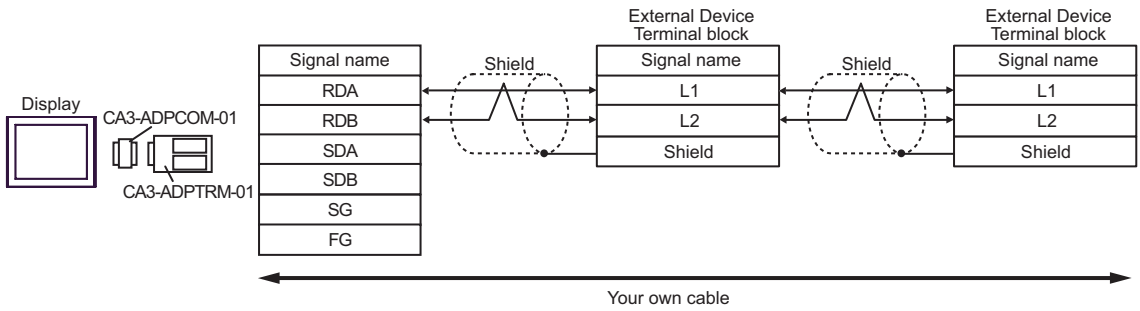 Display
CA3-ADPCOM-01
CA3-ADPTRM-01
Signal name
RDA
RDB
SDA
SDB
SG
FG
Shield
External Device
Terminal block
Signal name
L1
L2
Shield
Shield
External Device
Terminal block
Signal name
L1
L2
Shield
Your own cable